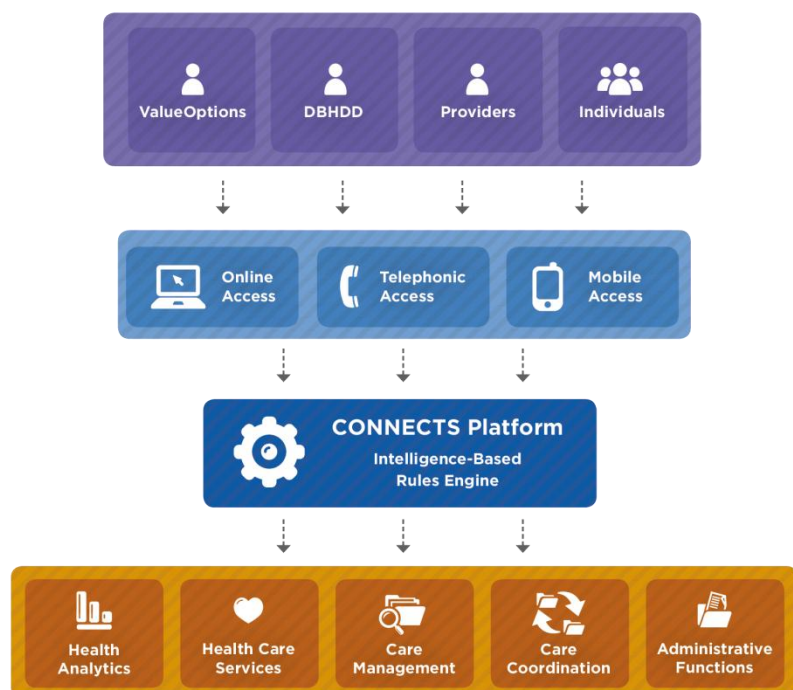 ValueOptions
DBHDD
Providers
Individuals
Online
Access
Telephonic
Access
Mobile
Access
CONNECTS Platform
Intelligence-Based
Rules Engine
Health
Analytics
Health Care
Services
Care
Management
Care
Coordination
Administrative
Functions